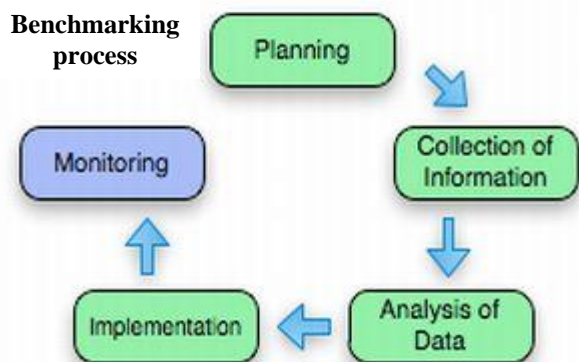 Benchmarking
process
Planning
Collection of
Information
Analysis of
Data
Implementation
Monitoring